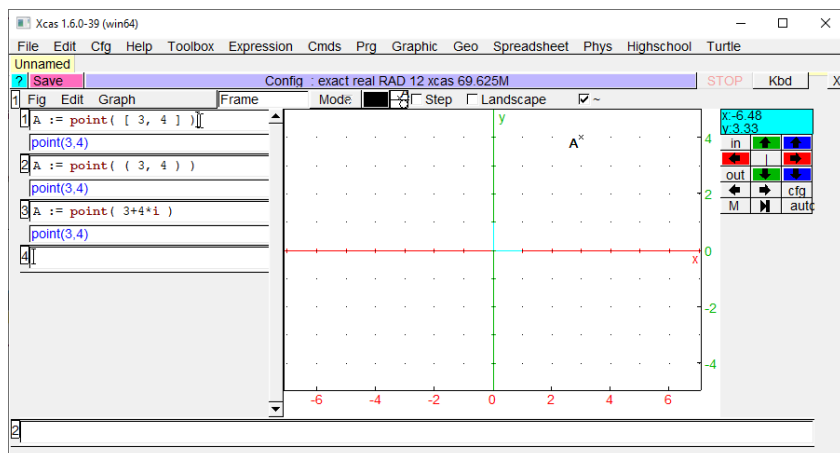 Xcas 1.6.0-39 (win64)
File Edit Cfg Help Toolbox Expression Cmds Prg Graphic Geo Spreadsheet Phys Highschool Turtle
Unnamed
? Save Config : exact real RAD 12 xcas 69.625M STOP Kbd X
1 Fig Edit Graph Frame Mode Step Landscape ~
1 A := point( [ 3, 4 ] )
point(3,4)
2 A := point( ( 3, 4 ) )
point(3,4)
3 A := point( 3+4*i )
point(3,4)
4
y
A
x
4
2
0
-2
-4
-6 -4 -2 0 2 4 6
x:-6.48
y:3.33
in
out
cfg
M auto
2